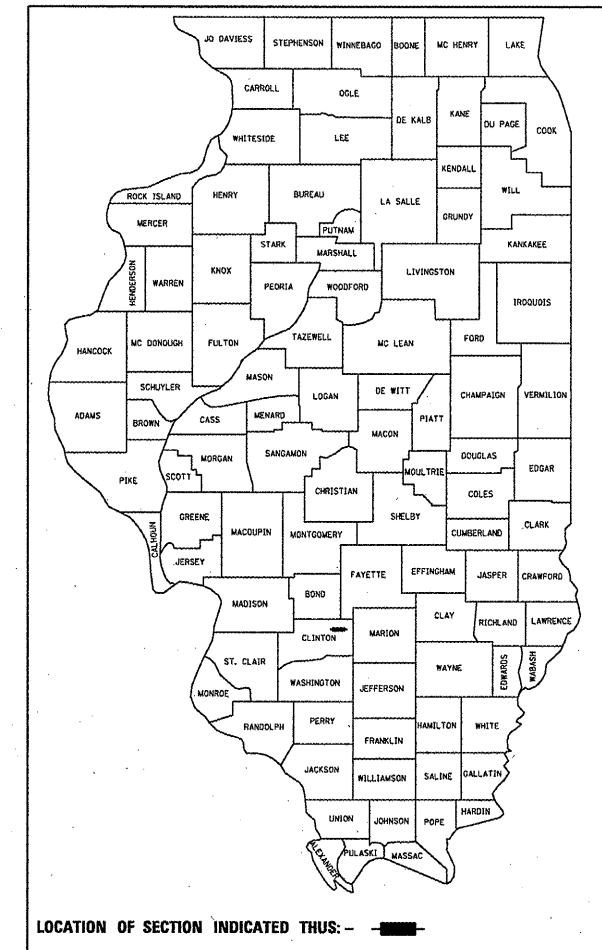 JO DAVIESS STEPHENSON WINNEBAGO BOONE MC HENRY LAKE
CARROLL OGLE
DE KALB KANE DU PAGE COOK
WHITESIDE LEE
KENDALL
WILL
ROCK ISLAND HENRY BUREAU LA SALLE
GRUNDY
MERCER PUTNAM
STARK MARSHALL KANKAKEE
HENDERSON WARREN KNOX PEORIA WOODFORD LIVINGSTON
IROQUOIS
HANCOCK MC DONOUGH FULTON TAZEWELL MC LEAN FORD
MASON
SCHUYLER DE WITT
ADAMS LOGAN CHAMPAIGN VERMILION
BROWN CASS MENARD MACON PIATT
SANGAMON
MORGAN DOUGLAS
PIKE SCOTT MOULTRIE EDGAR
CHRISTIAN COLES
GREENE SHELBY
MACOUPIN MONTGOMERY CUMBERLAND CLARK
CALHOUN JERSEY
FAYETTE EFFINGHAM JASPER CRAWFORD
MADISON BOND
CLAY RICHLAND LAWRENCE
CLINTON MARION
ST. CLAIR WAYNE EDWARDS WABASH
WASHINGTON
MONROE JEFFERSON
RANDOLPH PERRY HAMILTON WHITE
FRANKLIN
JACKSON WILLIAMSON SALINE GALLATIN
UNION JOHNSON POPE HARDIN
ALEXANDER PULASKI MASSAC
LOCATION OF SECTION INDICATED THUS: -